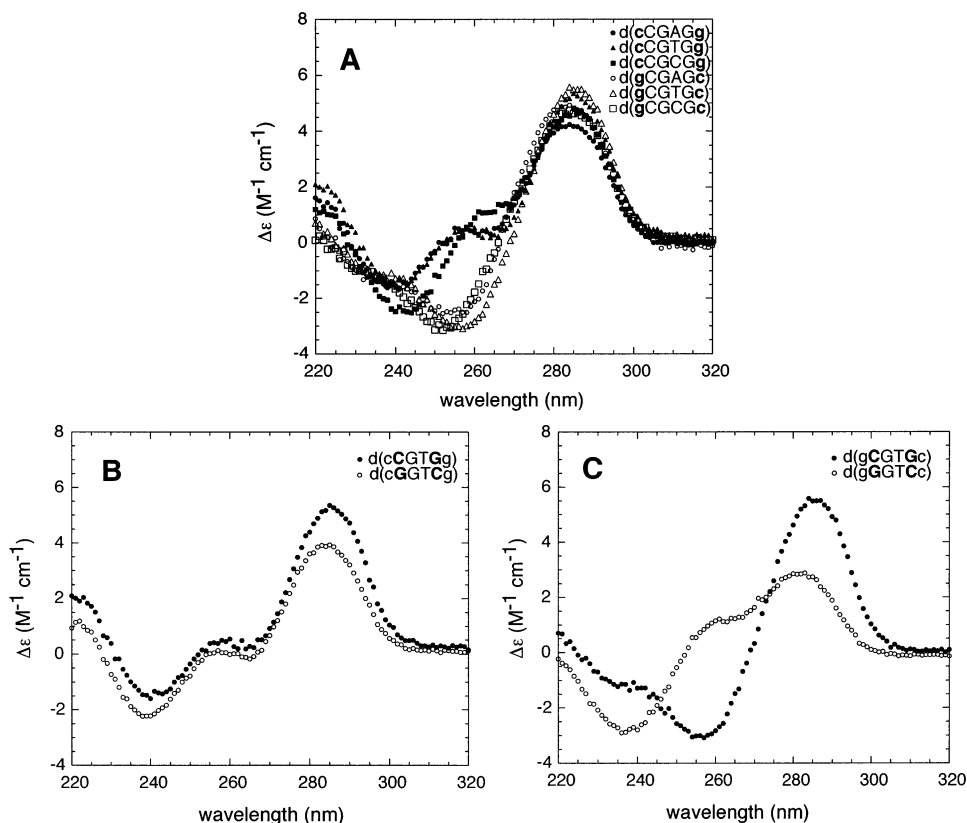 A
● d(cCGAGg)
▲ d(cCGTGg)
■ d(cCGCGg)
○ d(gCGAGc)
△ d(gCGTGc)
□ d(gCGCGc)
8
6
4
2
0
-2
-4
Δε (M⁻¹ cm⁻¹)
220 240 260 280 300 320
wavelength (nm)
B
● d(cCGTGg)
○ d(cGGTCg)
8
6
4
2
0
-2
-4
Δε (M⁻¹ cm⁻¹)
220 240 260 280 300 320
wavelength (nm)
C
● d(gCGTGc)
○ d(gGGTCc)
8
6
4
2
0
-2
-4
Δε (M⁻¹ cm⁻¹)
220 240 260 280 300 320
wavelength (nm)